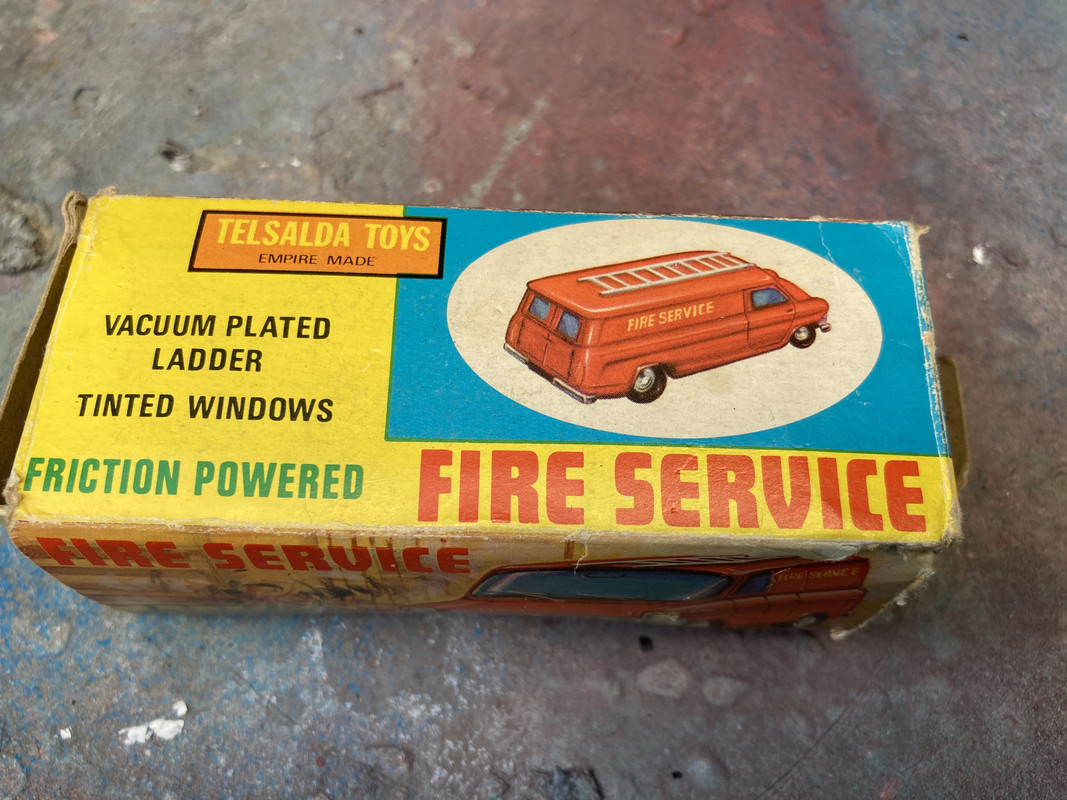 TELSALDA TOYS
EMPIRE MADE
VACUUM PLATED
LADDER
TINTED WINDOWS
FRICTION POWERED
FIRE SERVICE
FIRE SERVICE
FIRE SERVICE
FIRE SERVICE